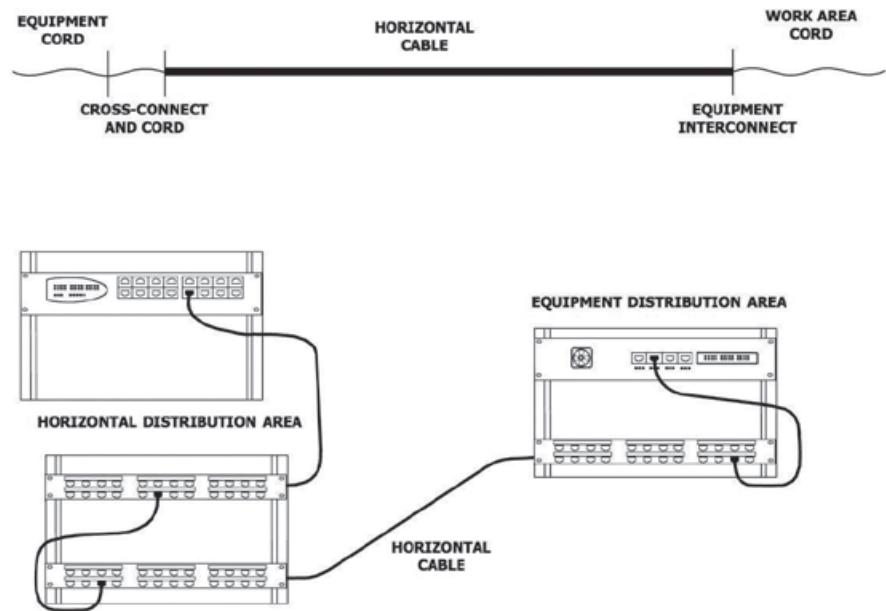 EQUIPMENT
CORD
HORIZONTAL
CABLE
WORK AREA
CORD
CROSS-CONNECT
AND CORD
EQUIPMENT
INTERCONNECT
EQUIPMENT DISTRIBUTION AREA
HORIZONTAL DISTRIBUTION AREA
HORIZONTAL
CABLE